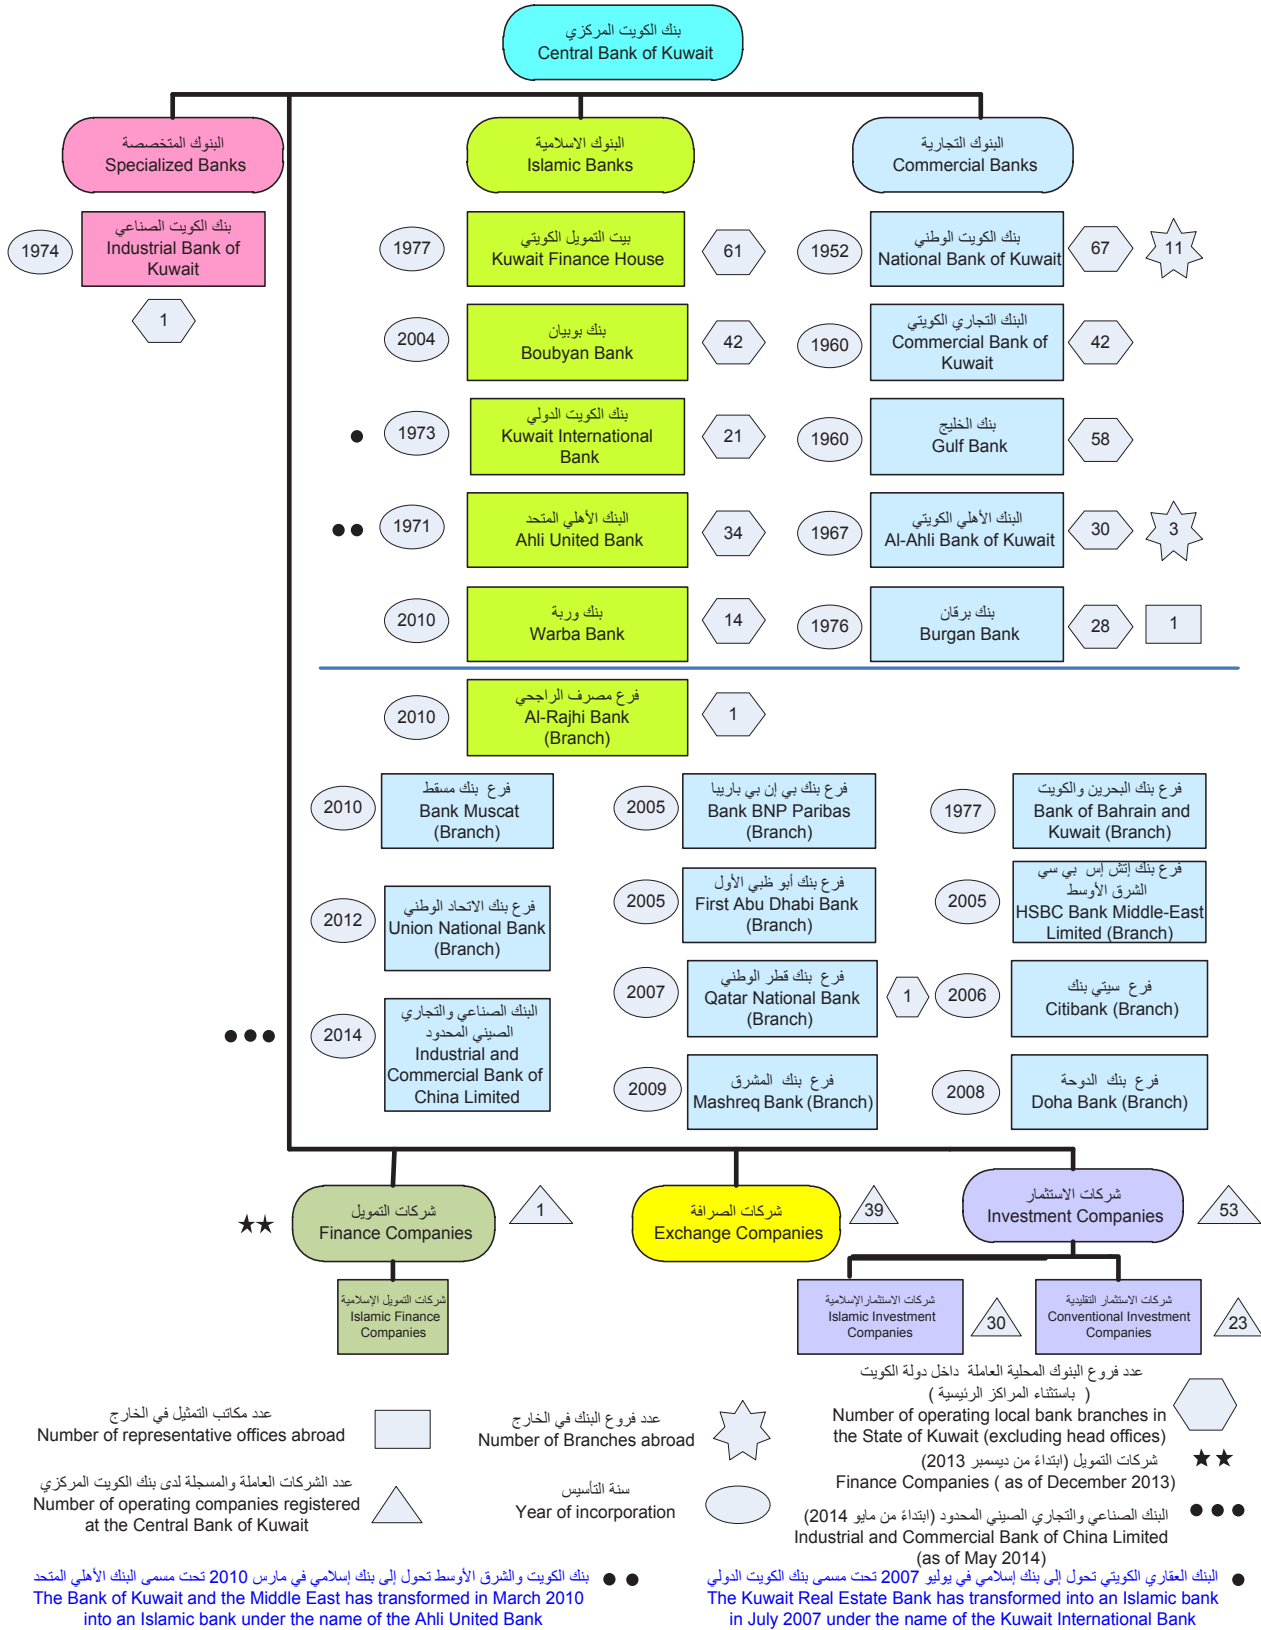 بنك الكويت المركزي
Central Bank of Kuwait
البنوك المتخصصة
Specialized Banks
البنوك الاسلامية
Islamic Banks
البنوك التجارية
Commercial Banks
1974
بنك الكويت الصناعي
Industrial Bank of
Kuwait
1
1977
بيت التمويل الكويتي
Kuwait Finance House
61
1952
بنك الكويت الوطني
National Bank of Kuwait
67
11
2004
بنك بوبيان
Boubyan Bank
42
1960
البنك التجاري الكويتي
Commercial Bank of
Kuwait
42
1973
بنك الكويت الدولي
Kuwait International
Bank
21
1960
بنك الخليج
Gulf Bank
58
1971
البنك الأهلي المتحد
Ahli United Bank
34
1967
البنك الأهلي الكويتي
Al-Ahli Bank of Kuwait
30
3
2010
بنك وربة
Warba Bank
14
1976
بنك برقان
Burgan Bank
28
1
2010
فرع مصرف الراجحي
Al-Rajhi Bank
(Branch)
1
2010
فرع بنك مسقط
Bank Muscat
(Branch)
2005
فرع بنك بي إن بي باريبا
Bank BNP Paribas
(Branch)
1977
فرع بنك البحرين والكويت
Bank of Bahrain and
Kuwait (Branch)
2012
فرع بنك الاتحاد الوطني
Union National Bank
(Branch)
2005
فرع بنك أبو ظبي الأول
First Abu Dhabi Bank
(Branch)
2005
فرع بنك إتش إس بي سي
الشرق الأوسط
HSBC Bank Middle-East
Limited (Branch)
2014
البنك الصناعي والتجاري
الصيني المحدود
Industrial and
Commercial Bank of
China Limited
2007
فرع بنك قطر الوطني
Qatar National Bank
(Branch)
1
2006
فرع سيتي بنك
Citibank (Branch)
2009
فرع بنك المشرق
Mashreq Bank (Branch)
2008
فرع بنك الدوحة
Doha Bank (Branch)
شركات التمويل
Finance Companies
1
شركات الصرافة
Exchange Companies
39
شركات الاستثمار
Investment Companies
53
شركات التمويل الإسلامية
Islamic Finance
Companies
شركات الاستثمار الإسلامية
Islamic Investment
Companies
30
شركات الاستثمار التقليدية
Conventional Investment
Companies
23
عدد مكاتب التمثيل في الخارج
Number of representative offices abroad
عدد فروع البنك في الخارج
Number of Branches abroad
عدد فروع البنوك المحلية العاملة داخل دولة الكويت
( باستثناء المراكز الرئيسية )
Number of operating local bank branches in
the State of Kuwait (excluding head offices)
شركات التمويل (ابتداءً من ديسمبر 2013)
Finance Companies ( as of December 2013)
عدد الشركات العاملة والمسجلة لدى بنك الكويت المركزي
Number of operating companies registered
at the Central Bank of Kuwait
سنة التأسيس
Year of incorporation
البنك الصناعي والتجاري الصيني المحدود (ابتداءً من مايو 2014)
Industrial and Commercial Bank of China Limited
(as of May 2014)
بنك الكويت والشرق الأوسط تحول إلى بنك إسلامي في مارس 2010 تحت مسمى البنك الأهلي المتحد
The Bank of Kuwait and the Middle East has transformed in March 2010
into an Islamic bank under the name of the Ahli United Bank
البنك العقاري الكويتي تحول إلى بنك إسلامي في يوليو 2007 تحت مسمى بنك الكويت الدولي
The Kuwait Real Estate Bank has transformed into an Islamic bank
in July 2007 under the name of the Kuwait International Bank